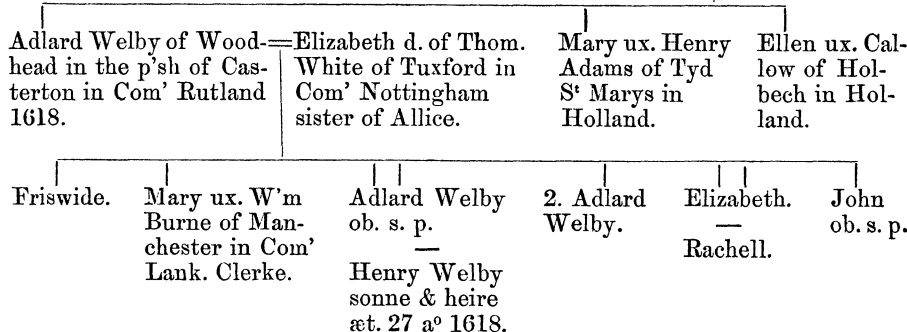 Adlard Welby of Wood-
head in the p'sh of Cas-
terton in Com' Rutland
1618.
=Elizabeth d. of Thom.
White of Tuxford in
Com' Nottingham
sister of Allice.
Mary ux. Henry
Adams of Tyd
Sᵗ Marys in
Holland.
Ellen ux. Cal-
low of Hol-
bech in Hol-
land.
Friswide.
Mary ux. W'm
Burne of Man-
chester in Com'
Lank. Clerke.
Adlard Welby
ob. s. p.
—
Henry Welby
sonne & heire
æt. 27 aº 1618.
2. Adlard
Welby.
Elizabeth.
—
Rachell.
John
ob. s. p.